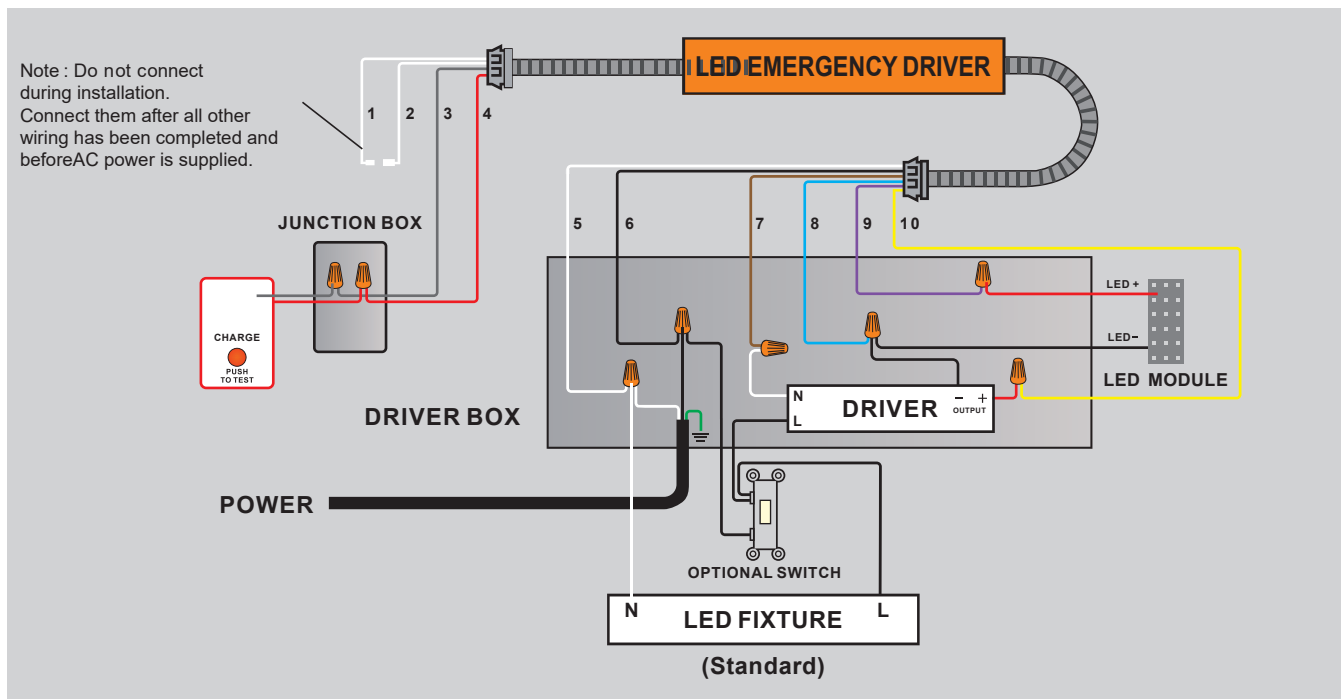 LED EMERGENCY DRIVER
Note : Do not connect
during installation.
Connect them after all other
wiring has been completed and
beforeAC power is supplied.
1 2 3 4
JUNCTION BOX
5 6 7 8 9 10
CHARGE
PUSH
TO TEST
LED +
LED−
LED MODULE
DRIVER BOX
N
L
DRIVER
− +
OUTPUT
POWER
OPTIONAL SWITCH
N LED FIXTURE L
(Standard)